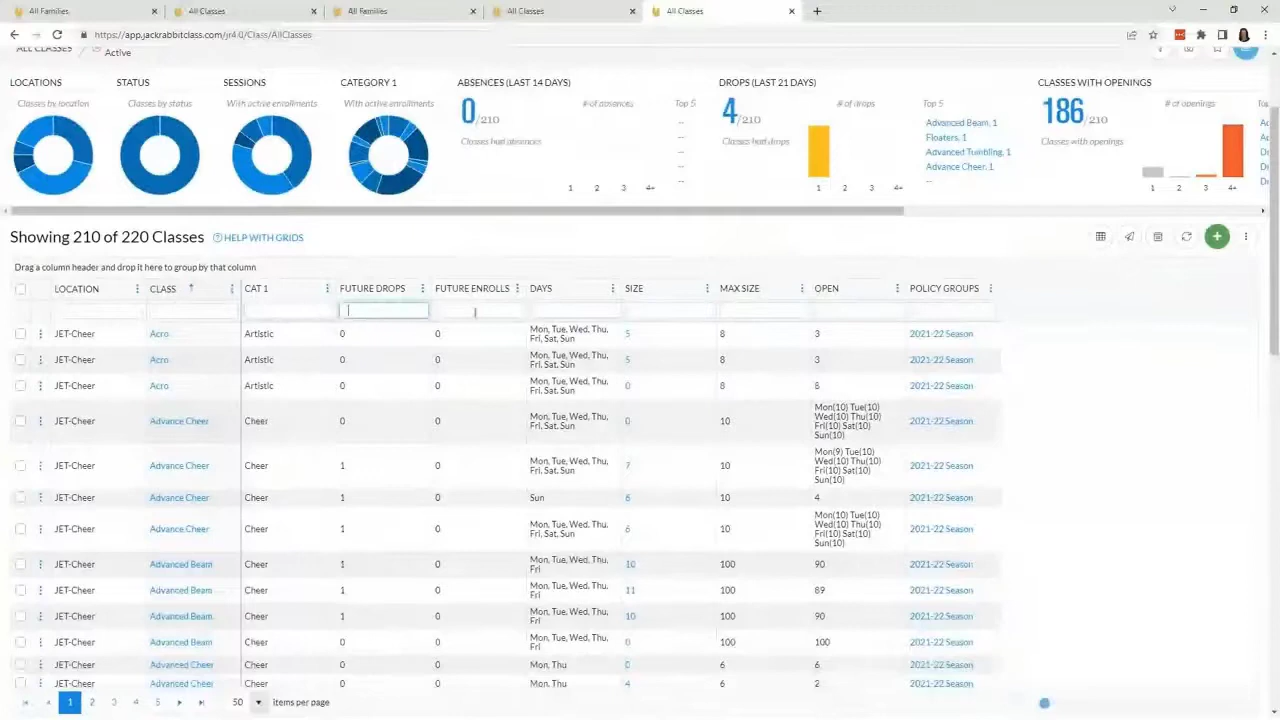 All Families
All Classes
All Families
All Classes
All Classes
https://app.jackrabbitclass.com/jr4.0/Class/AllClasses
ALL CLASSES
Active
LOCATIONS
Classes by location
STATUS
Classes by status
SESSIONS
With active enrollments
CATEGORY 1
With active enrollments
ABSENCES (LAST 14 DAYS)
0/210
Classes had absences
# of absences
1 2 3 4+
Top 5
--
--
--
--
--
DROPS (LAST 21 DAYS)
4/210
Classes had drops
# of drops
1 2 3 4+
Top 5
Advanced Beam, 1
Floaters, 1
Advanced Tumbling, 1
Advance Cheer, 1
--
CLASSES WITH OPENINGS
186/210
Classes with openings
# of openings
1 2 3 4+
Showing 210 of 220 Classes HELP WITH GRIDS
Drag a column header and drop it here to group by that column
LOCATION CLASS CAT 1 FUTURE DROPS FUTURE ENROLLS DAYS SIZE MAX SIZE OPEN POLICY GROUPS
JET-Cheer Acro Artistic 0 0 Mon, Tue, Wed, Thu, Fri, Sat, Sun 5 8 3 2021-22 Season
JET-Cheer Acro Artistic 0 0 Mon, Tue, Wed, Thu, Fri, Sat, Sun 5 8 3 2021-22 Season
JET-Cheer Acro Artistic 0 0 Mon, Tue, Wed, Thu, Fri, Sat, Sun 0 8 8 2021-22 Season
JET-Cheer Advance Cheer Cheer 0 0 Mon, Tue, Wed, Thu, Fri, Sat, Sun 0 10 Mon(10) Tue(10) Wed(10) Thu(10) Fri(10) Sat(10) Sun(10) 2021-22 Season
JET-Cheer Advance Cheer Cheer 1 0 Mon, Tue, Wed, Thu, Fri, Sat, Sun 7 10 Mon(9) Tue(10) Wed(10) Thu(10) Fri(10) Sat(10) Sun(10) 2021-22 Season
JET-Cheer Advance Cheer Cheer 1 0 Sun 6 10 4 2021-22 Season
JET-Cheer Advance Cheer Cheer 1 0 Mon, Tue, Wed, Thu, Fri, Sat, Sun 6 10 Mon(10) Tue(10) Wed(10) Thu(10) Fri(10) Sat(10) Sun(10) 2021-22 Season
JET-Cheer Advanced Beam Cheer 1 0 Mon, Tue, Wed, Thu, Fri 10 100 90 2021-22 Season
JET-Cheer Advanced Beam Cheer 1 0 Mon, Tue, Wed, Thu, Fri 11 100 89 2021-22 Season
JET-Cheer Advanced Beam Cheer 1 0 Mon, Tue, Wed, Thu, Fri 10 100 90 2021-22 Season
JET-Cheer Advanced Beam Cheer 0 0 Mon, Tue, Wed, Thu, Fri 0 100 100 2021-22 Season
JET-Cheer Advanced Cheer Cheer 0 0 Mon, Thu 0 6 6 2021-22 Season
JET-Cheer Advanced Cheer Cheer 0 0 Mon, Thu 4 6 2 2021-22 Season
1 2 3 4 5 50 items per page